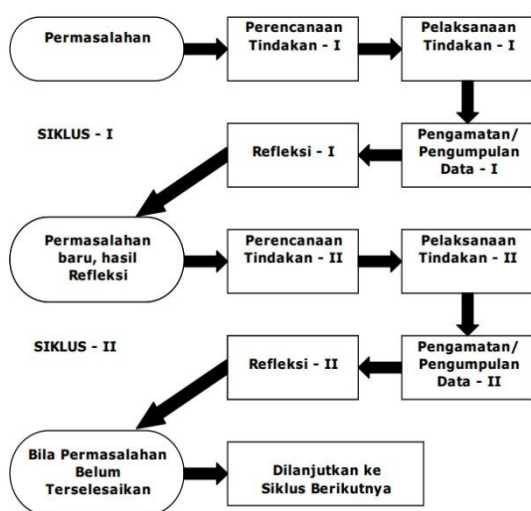 Permasalahan
Perencanaan
Tindakan - I
Pelaksanaan
Tindakan - I
SIKLUS - I
Refleksi - I
Pengamatan/
Pengumpulan
Data - I
Permasalahan
baru, hasil
Refleksi
Perencanaan
Tindakan - II
Pelaksanaan
Tindakan - II
SIKLUS - II
Refleksi - II
Pengamatan/
Pengumpulan
Data - II
Bila Permasalahan
Belum
Terselesaikan
Dilanjutkan ke
Siklus Berikutnya